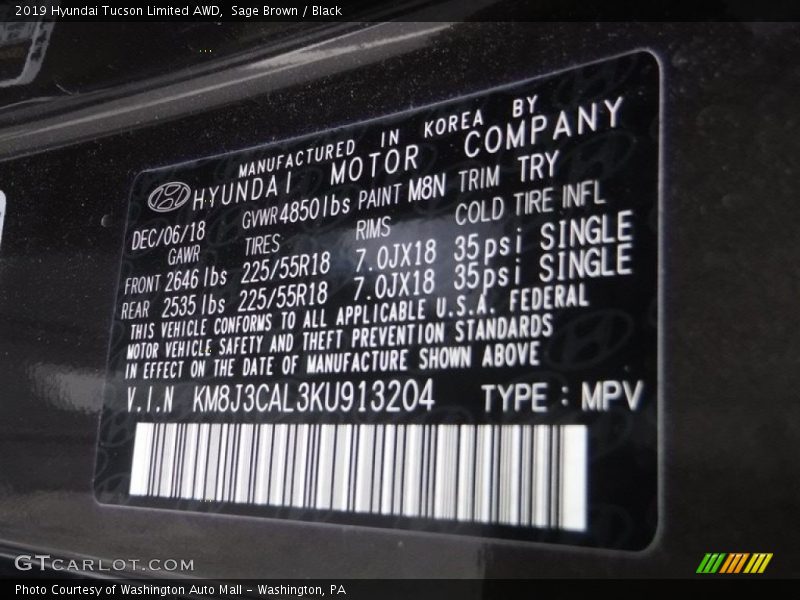 2019 Hyundai Tucson Limited AWD,  Sage Brown / Black
MANUFACTURED IN KOREA BY
HYUNDAI MOTOR COMPANY
DEC/06/18 GVWR 4850lbs PAINT M8N TRIM TRY
GAWR TIRES RIMS COLD TIRE INFL
FRONT 2646 lbs 225/55R18 7.0JX18 35psi SINGLE
REAR 2535 lbs 225/55R18 7.0JX18 35psi SINGLE
THIS VEHICLE CONFORMS TO ALL APPLICABLE U.S.A. FEDERAL
MOTOR VEHICLE SAFETY AND THEFT PREVENTION STANDARDS
IN EFFECT ON THE DATE OF MANUFACTURE SHOWN ABOVE
V.I.N KM8J3CAL3KU913204 TYPE : MPV
GTCARLOT.COM
Photo Courtesy of Washington Auto Mall - Washington, PA